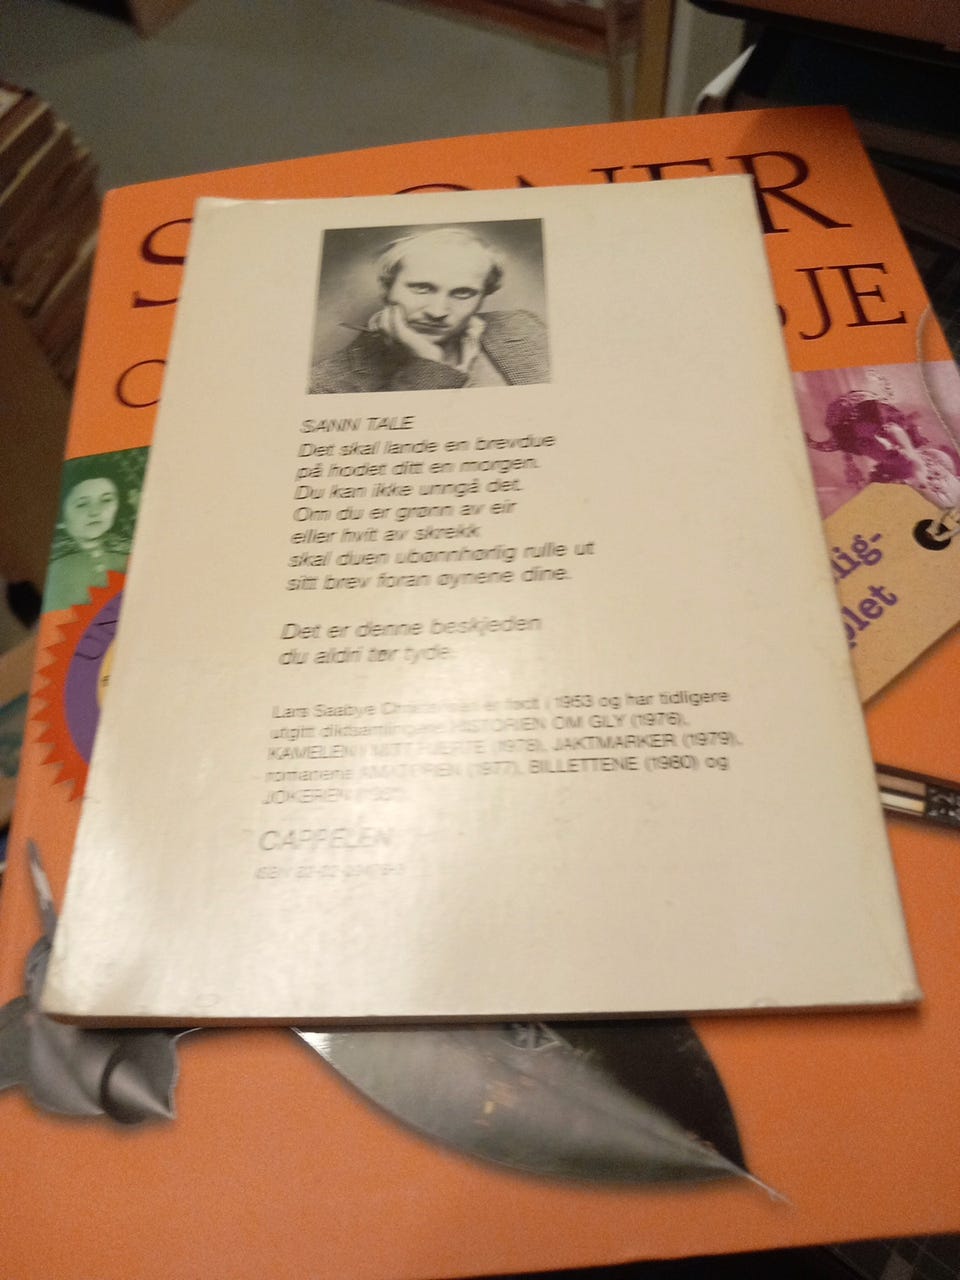 SANN TALE
Det skal lande en brevdue
på hodet ditt en morgen.
Du kan ikke unngå det.
Om du er grønn av eir
eller hvit av skrekk
skal duen ubønnhørlig rulle ut
sitt brev foran øynene dine.
Det er denne beskjeden
du aldri tør tyde.
Lars Saabye Christensen er født i 1953 og har tidligere
utgitt diktsamlingene HISTORIEN OM GLY (1976),
KAMELEN I MITT HJERTE (1978), JAKTMARKER (1979),
romanene AMATØREN (1977), BILLETTENE (1980) og
JOKEREN
CAPPELEN
ISBN